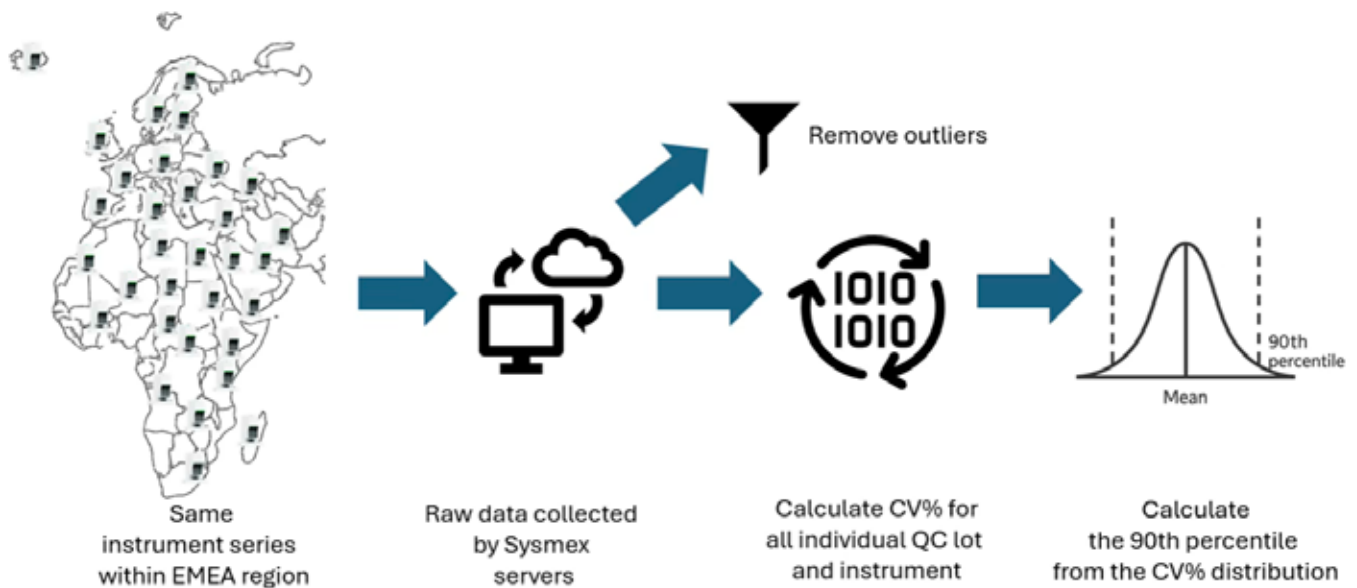 Remove outliers
1010
1010
90th
percentile
Mean
Same
instrument series
within EMEA region
Raw data collected
by Sysmex
servers
Calculate CV% for
all individual QC lot
and instrument
Calculate
the 90th percentile
from the CV% distribution